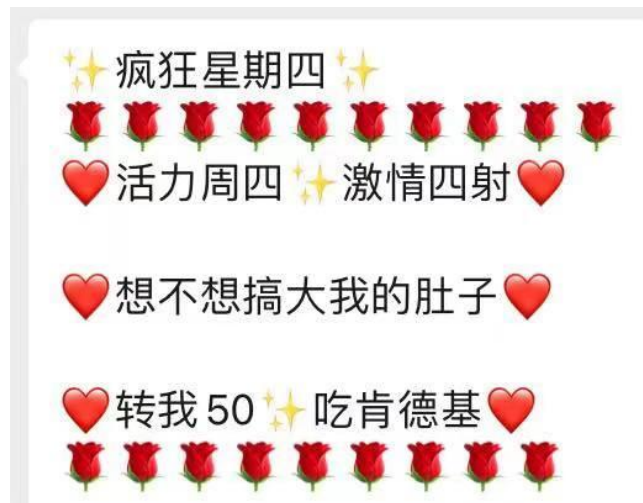 ✨疯狂星期四✨
🌹🌹🌹🌹🌹🌹🌹🌹🌹🌹
❤️活力周四✨激情四射❤️
❤️想不想搞大我的肚子❤️
❤️转我50✨吃肯德基❤️
🌹🌹🌹🌹🌹🌹🌹🌹🌹